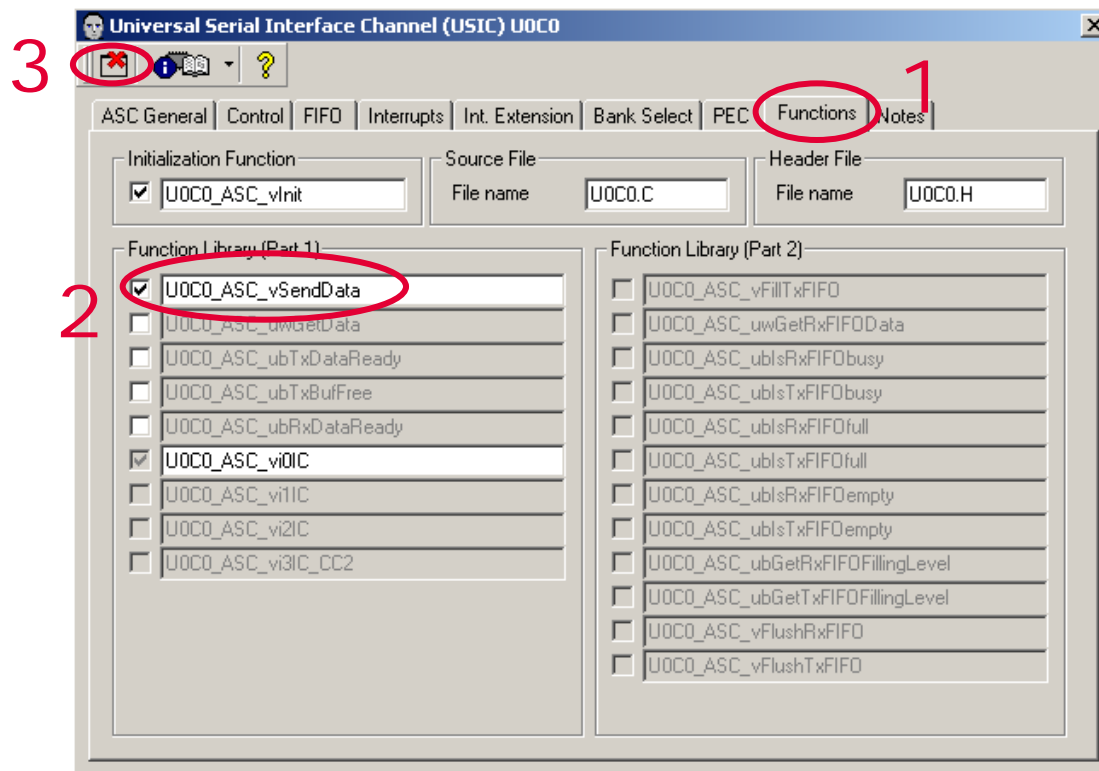 Universal Serial Interface Channel (USIC) U0C0
3
1
ASC General Control FIFO Interrupts Int. Extension Bank Select PEC Functions Notes
Initialization Function
U0C0_ASC_vInit
Source File
File name U0C0.C
Header File
File name U0C0.H
2
Function Library (Part 1)
U0C0_ASC_vSendData
U0C0_ASC_uwGetData
U0C0_ASC_ubTxDataReady
U0C0_ASC_ubTxBufFree
U0C0_ASC_ubRxDataReady
U0C0_ASC_vi0IC
U0C0_ASC_vi1IC
U0C0_ASC_vi2IC
U0C0_ASC_vi3IC_CC2
Function Library (Part 2)
U0C0_ASC_vFillTxFIFO
U0C0_ASC_uwGetRxFIFOData
U0C0_ASC_ubIsRxFIFObusy
U0C0_ASC_ubIsTxFIFObusy
U0C0_ASC_ubIsRxFIFOfull
U0C0_ASC_ubIsTxFIFOfull
U0C0_ASC_ubIsRxFIFOempty
U0C0_ASC_ubIsTxFIFOempty
U0C0_ASC_ubGetRxFIFOFillingLevel
U0C0_ASC_ubGetTxFIFOFillingLevel
U0C0_ASC_vFlushRxFIFO
U0C0_ASC_vFlushTxFIFO